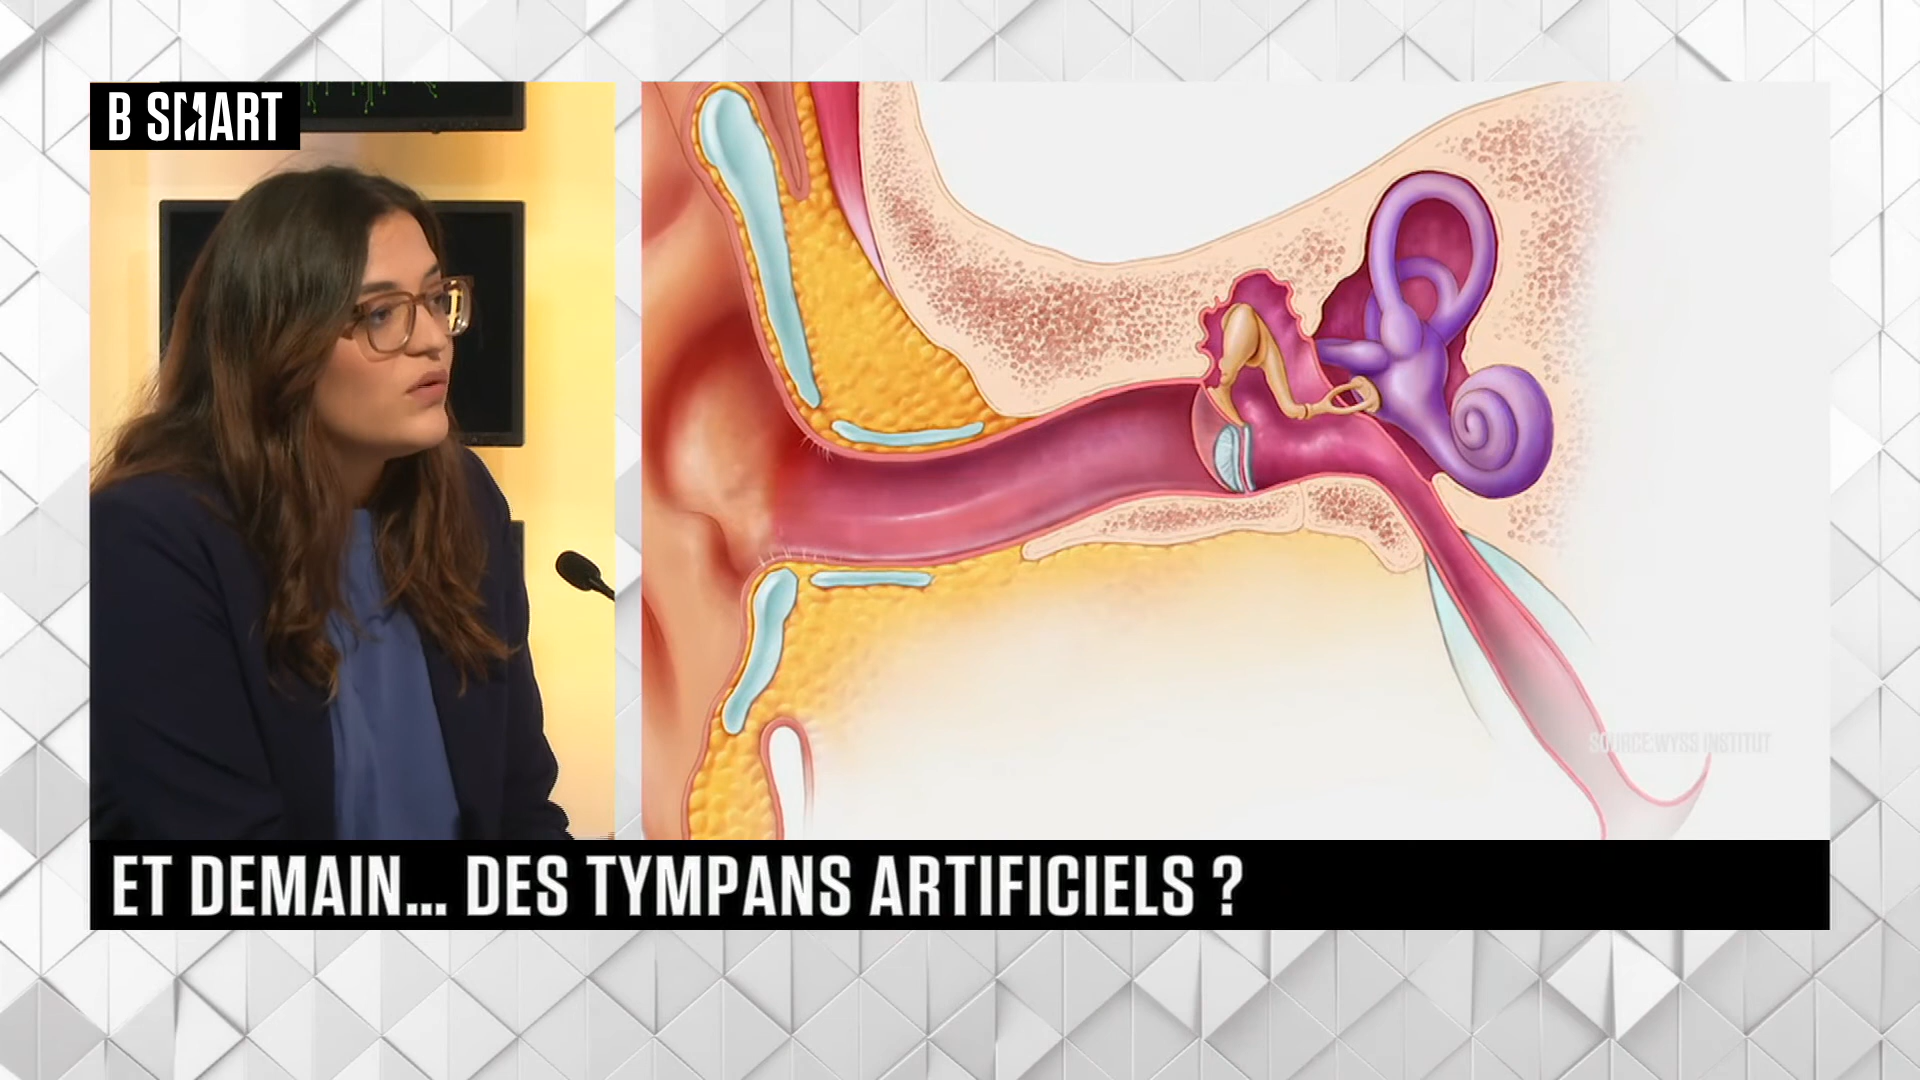 B SMART
SOURCE:WYSS INSTITUT
ET DEMAIN... DES TYMPANS ARTIFICIELS ?